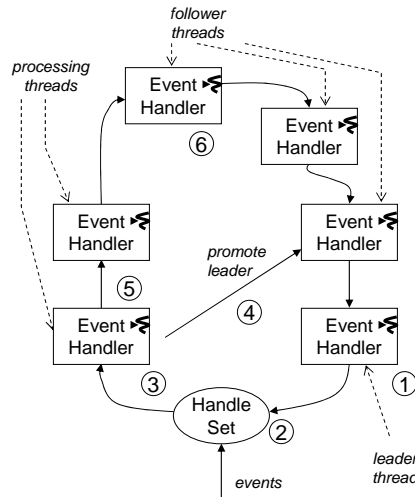 follower
threads
processing
threads
Event
Handler
⑥
Event
Handler
Event
Handler
Event
Handler
promote
leader
⑤
④
Event
Handler
Event
Handler
③
①
Handle
Set
②
leader
thread
events